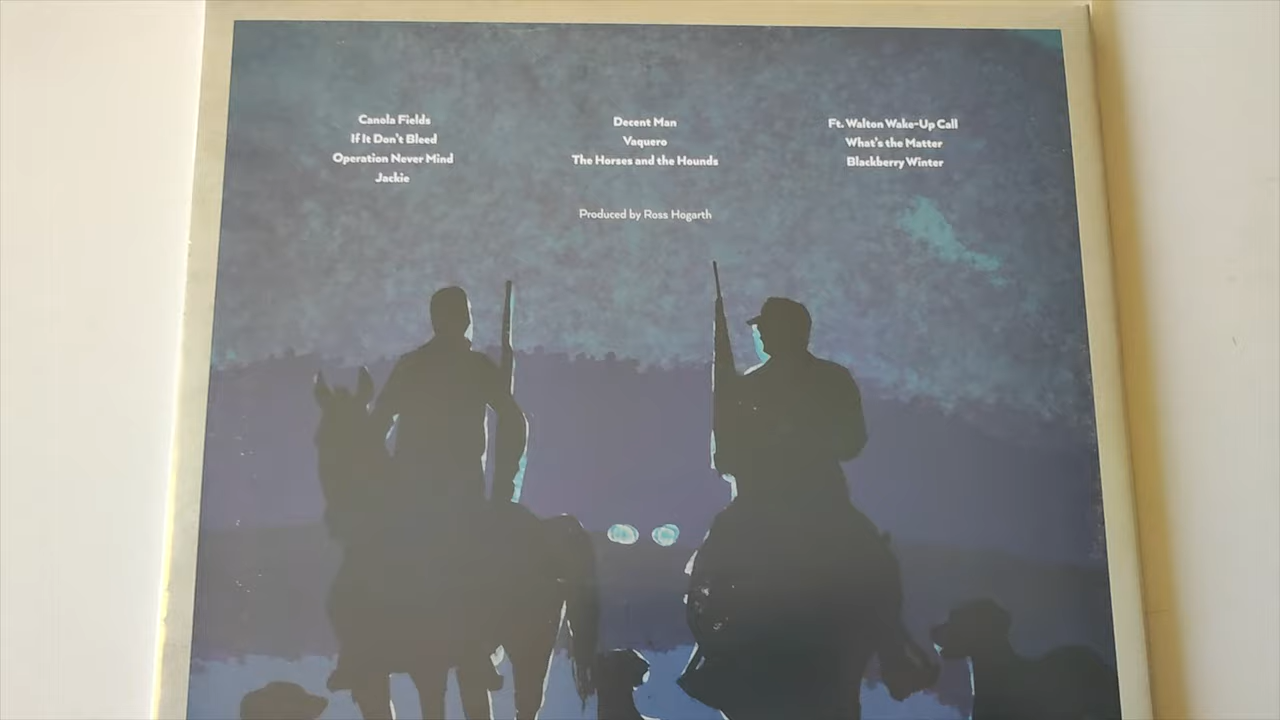 Canola Fields
If It Don't Bleed
Operation Never Mind
Jackie
Decent Man
Vaquero
The Horses and the Hounds
Ft. Walton Wake-Up Call
What's the Matter
Blackberry Winter
Produced by Ross Hogarth